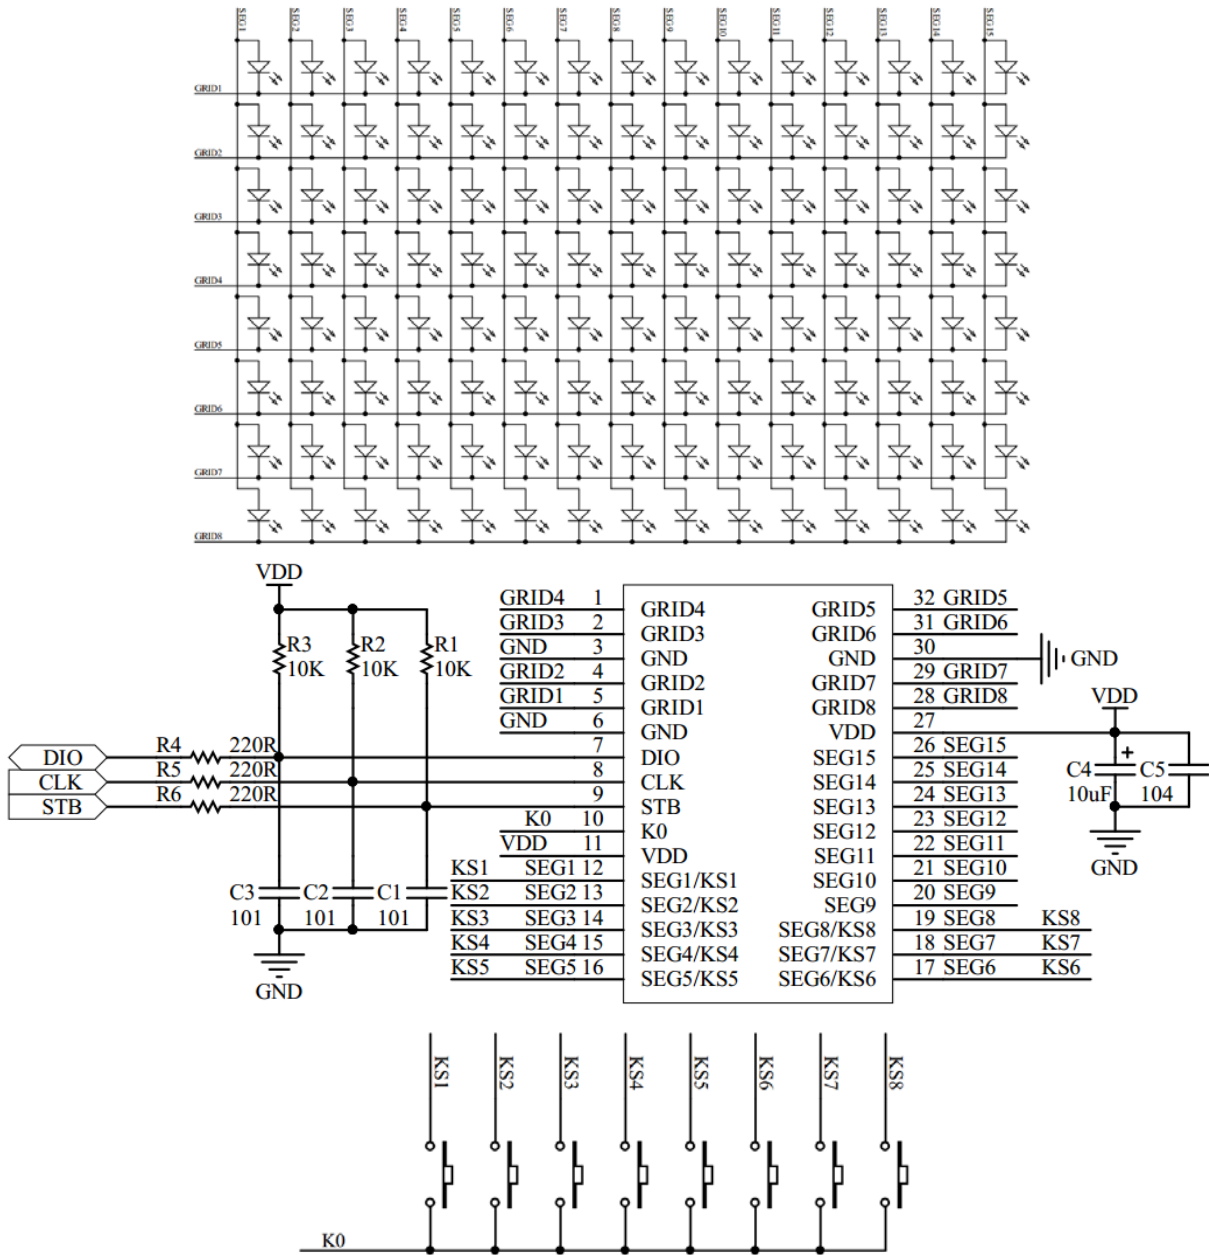 SEG1 SEG2 SEG3 SEG4 SEG5 SEG6 SEG7 SEG8 SEG9 SEG10 SEG11 SEG12 SEG13 SEG14 SEG15
GRID1
GRID2
GRID3
GRID4
GRID5
GRID6
GRID7
GRID8
VDD
R3 R2 R1
10K 10K 10K
R4 220R
DIO
R5 220R
CLK
R6 220R
STB
C3 C2 C1
101 101 101
GND
GRID4 1 GRID4 GRID5 32 GRID5
GRID3 2 GRID3 GRID6 31 GRID6
GND 3 GND GND 30 GND
GRID2 4 GRID2 GRID7 29 GRID7
GRID1 5 GRID1 GRID8 28 GRID8
GND 6 GND VDD 27 VDD
7 DIO SEG15 26 SEG15
8 CLK SEG14 25 SEG14
9 STB SEG13 24 SEG13
K0 10 K0 SEG12 23 SEG12
VDD 11 VDD SEG11 22 SEG11
KS1 SEG1 12 SEG1/KS1 SEG10 21 SEG10
KS2 SEG2 13 SEG2/KS2 SEG9 20 SEG9
KS3 SEG3 14 SEG3/KS3 SEG8/KS8 19 SEG8 KS8
KS4 SEG4 15 SEG4/KS4 SEG7/KS7 18 SEG7 KS7
KS5 SEG5 16 SEG5/KS5 SEG6/KS6 17 SEG6 KS6
+
C4 C5
10uF 104
GND
KS1 KS2 KS3 KS4 KS5 KS6 KS7 KS8
K0